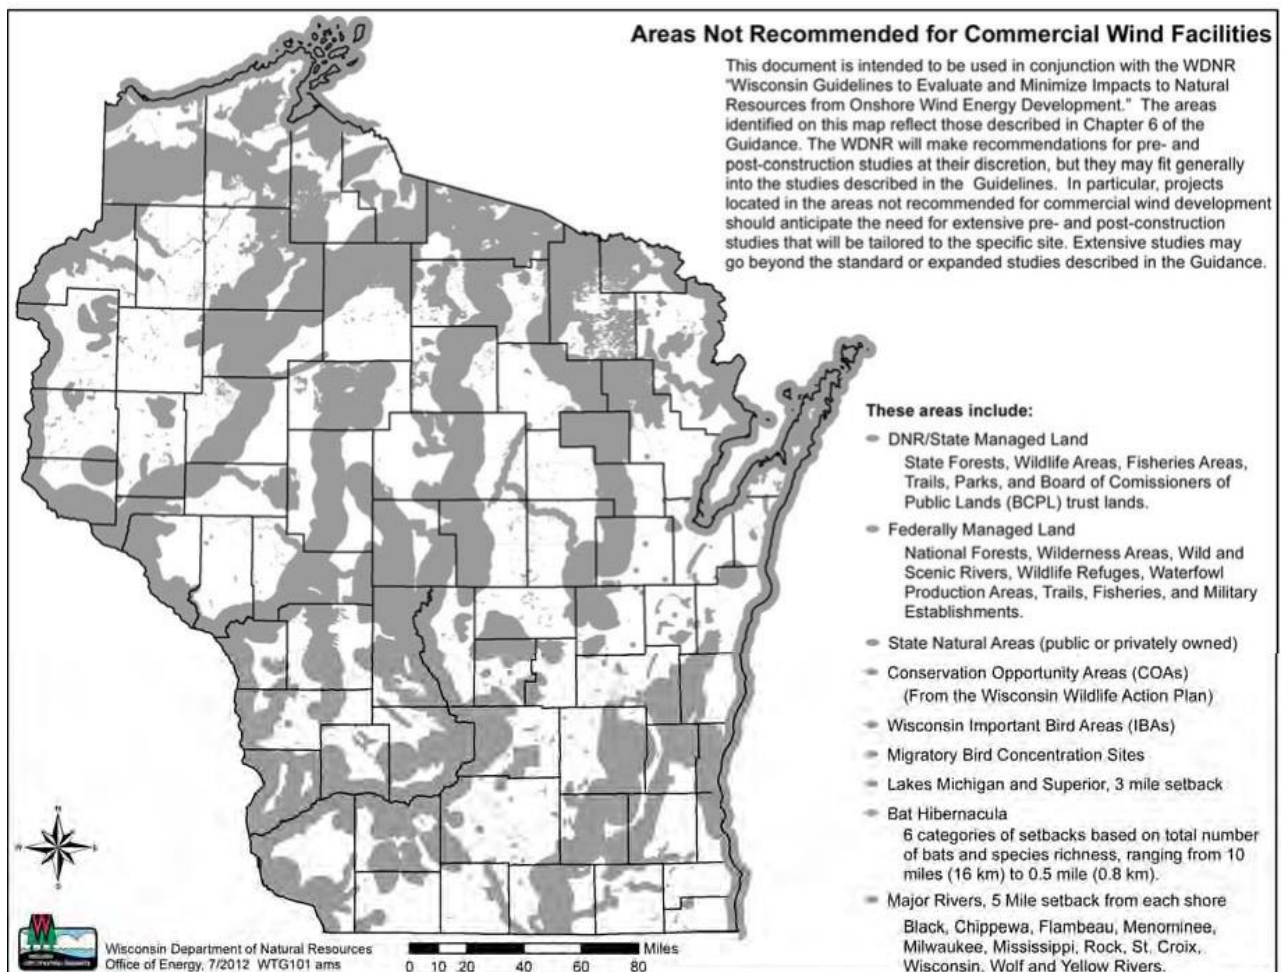 Areas Not Recommended for Commercial Wind Facilities
This document is intended to be used in conjunction with the WDNR
"Wisconsin Guidelines to Evaluate and Minimize Impacts to Natural
Resources from Onshore Wind Energy Development." The areas
identified on this map reflect those described in Chapter 6 of the
Guidance. The WDNR will make recommendations for pre- and
post-construction studies at their discretion, but they may fit generally
into the studies described in the Guidelines. In particular, projects
located in the areas not recommended for commercial wind development
should anticipate the need for extensive pre- and post-construction
studies that will be tailored to the specific site. Extensive studies may
go beyond the standard or expanded studies described in the Guidance.
These areas include:
DNR/State Managed Land
State Forests, Wildlife Areas, Fisheries Areas,
Trails, Parks, and Board of Comissioners of
Public Lands (BCPL) trust lands.
Federally Managed Land
National Forests, Wilderness Areas, Wild and
Scenic Rivers, Wildlife Refuges, Waterfowl
Production Areas, Trails, Fisheries, and Military
Establishments.
State Natural Areas (public or privately owned)
Conservation Opportunity Areas (COAs)
(From the Wisconsin Wildlife Action Plan)
Wisconsin Important Bird Areas (IBAs)
Migratory Bird Concentration Sites
Lakes Michigan and Superior, 3 mile setback
Bat Hibernacula
6 categories of setbacks based on total number
of bats and species richness, ranging from 10
miles (16 km) to 0.5 mile (0.8 km).
Major Rivers, 5 Mile setback from each shore
Black, Chippewa, Flambeau, Menominee,
Milwaukee, Mississippi, Rock, St. Croix,
Wisconsin, Wolf and Yellow Rivers.
N
W E
S
W
Wisconsin Department of Natural Resources
Office of Energy, 7/2012 WTG101 ams
Miles
0 10 20 40 60 80